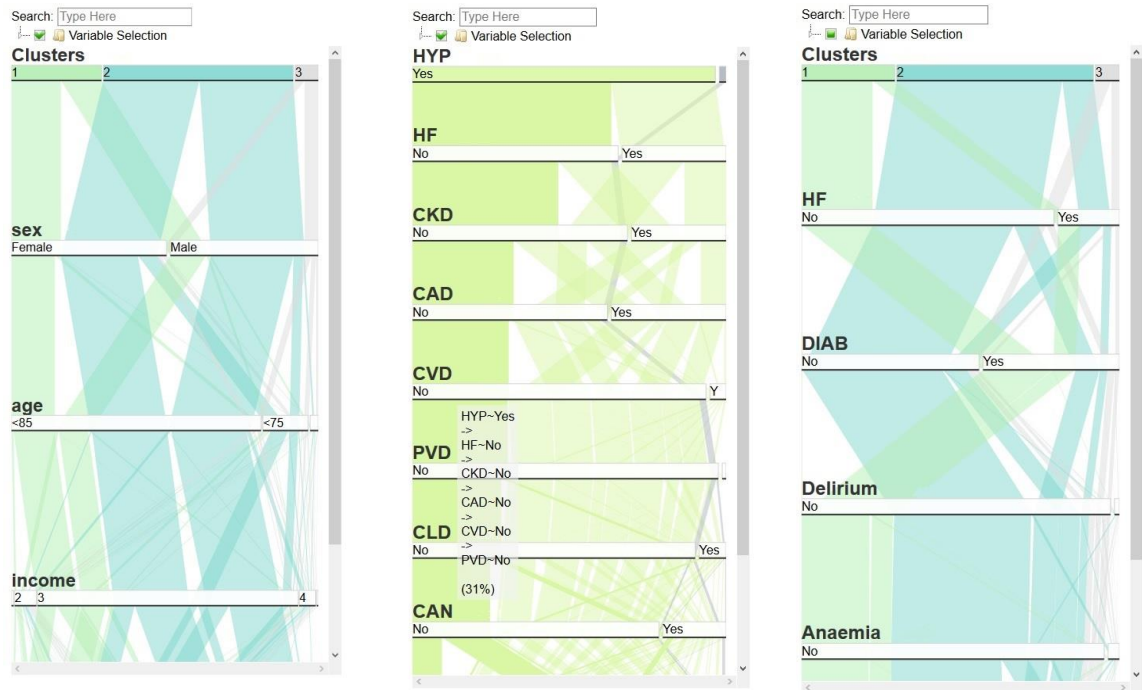 Search: Type Here
Variable Selection
Clusters
1 2 3
sex
Female Male
age
<85 <75
income
2 3 4
Search: Type Here
Variable Selection
HYP
Yes
HF
No Yes
CKD
No Yes
CAD
No Yes
CVD
No Y
PVD
No
CLD
No Yes
CAN
No Yes
HYP~Yes
->
HF~No
->
CKD~No
->
CAD~No
->
CVD~No
->
PVD~No
(31%)
Search: Type Here
Variable Selection
Clusters
1 2 3
HF
No Yes
DIAB
No Yes
Delirium
No
Anaemia
No